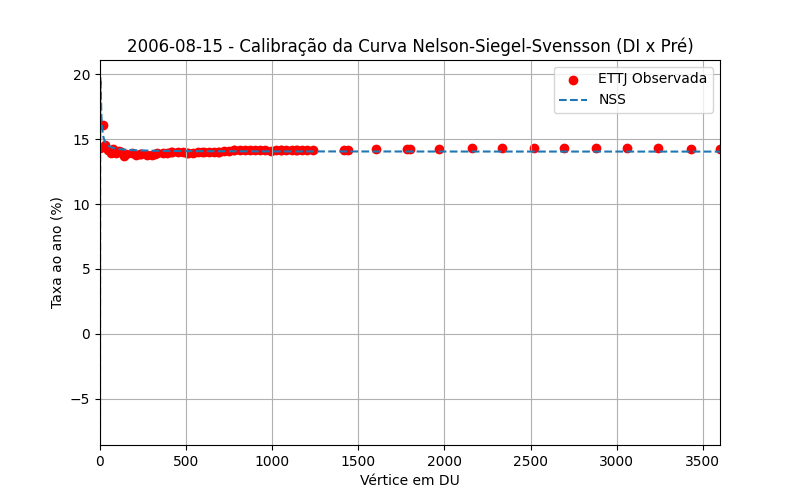 2006-08-15 - Calibração da Curva Nelson-Siegel-Svensson (DI x Pré)
ETTJ Observada
NSS
Taxa ao ano (%)
20
15
10
5
0
−5
0 500 1000 1500 2000 2500 3000 3500
Vértice em DU